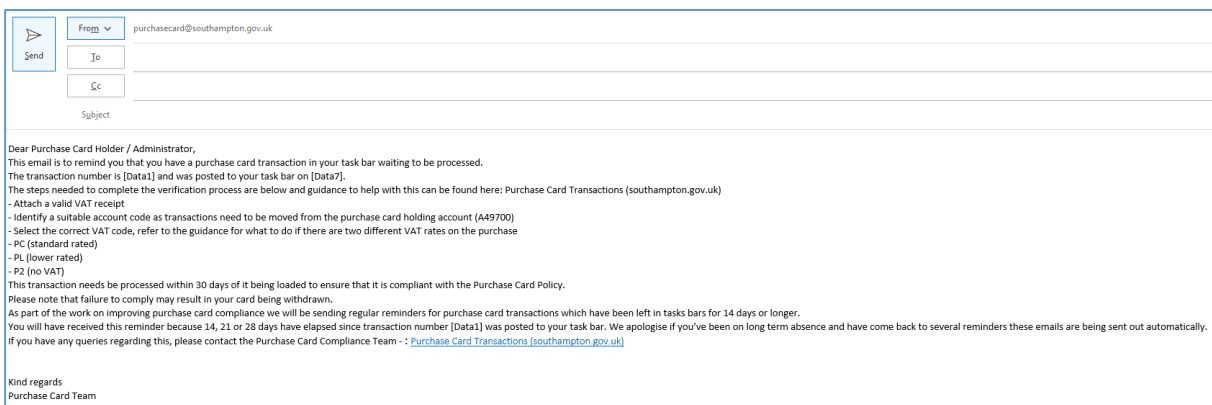 From
purchasecard@southampton.gov.uk
Send
To
Cc
Subject
Dear Purchase Card Holder / Administrator,
This email is to remind you that you have a purchase card transaction in your task bar waiting to be processed.
The transaction number is [Data1] and was posted to your task bar on [Data7].
The steps needed to complete the verification process are below and guidance to help with this can be found here: Purchase Card Transactions (southampton.gov.uk)
- Attach a valid VAT receipt
- Identify a suitable account code as transactions need to be moved from the purchase card holding account (A49700)
- Select the correct VAT code, refer to the guidance for what to do if there are two different VAT rates on the purchase
- PC (standard rated)
- PL (lower rated)
- P2 (no VAT)
This transaction needs be processed within 30 days of it being loaded to ensure that it is compliant with the Purchase Card Policy.
Please note that failure to comply may result in your card being withdrawn.
As part of the work on improving purchase card compliance we will be sending regular reminders for purchase card transactions which have been left in tasks bars for 14 days or longer.
You will have received this reminder because 14, 21 or 28 days have elapsed since transaction number [Data1] was posted to your task bar. We apologise if you've been on long term absence and have come back to several reminders these emails are being sent out automatically.
If you have any queries regarding this, please contact the Purchase Card Compliance Team - : Purchase Card Transactions (southampton.gov.uk)
Kind regards
Purchase Card Team